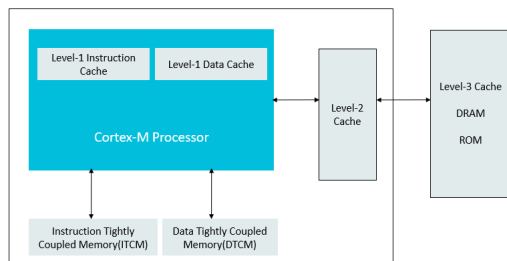 Level-1 Instruction
Cache
Level-1 Data Cache
Cortex-M Processor
Level-2
Cache
Level-3 Cache
DRAM
ROM
Instruction Tightly
Coupled Memory(ITCM)
Data Tightly Coupled
Memory(DTCM)